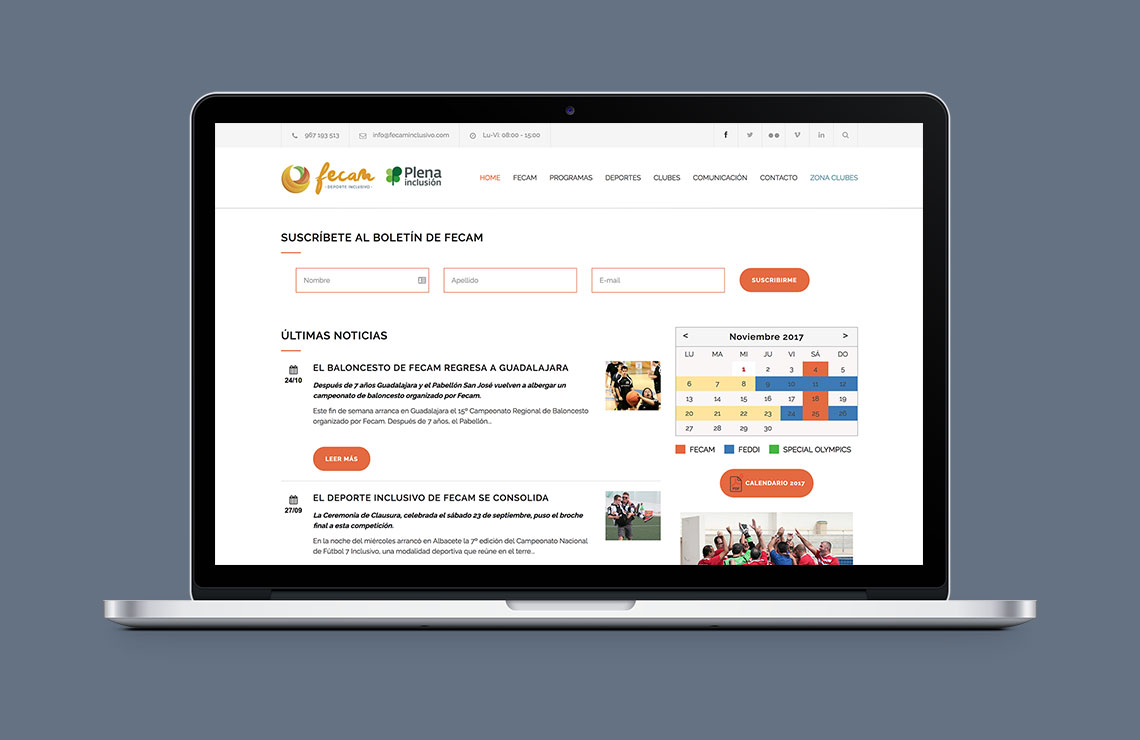 967 193 513 info@fecaminclusivo.com Lu-Vi: 08:00 - 15:00
fecam
- DEPORTE INCLUSIVO -
Plena
inclusión
HOME FECAM PROGRAMAS DEPORTES CLUBES COMUNICACIÓN CONTACTO ZONA CLUBES
SUSCRÍBETE AL BOLETÍN DE FECAM
Nombre Apellido E-mail SUSCRIBIRME
ÚLTIMAS NOTICIAS
24/10
EL BALONCESTO DE FECAM REGRESA A GUADALAJARA
Después de 7 años Guadalajara y el Pabellón San José vuelven a albergar un
campeonato de baloncesto organizado por Fecam.
Este fin de semana arranca en Guadalajara el 15º Campeonato Regional de Baloncesto
organizado por Fecam. Después de 7 años, el Pabellón...
LEER MÁS
27/09
EL DEPORTE INCLUSIVO DE FECAM SE CONSOLIDA
La Ceremonia de Clausura, celebrada el sábado 23 de septiembre, puso el broche
final a esta competición.
En la noche del miércoles arrancó en Albacete la 7º edición del Campeonato Nacional
de Fútbol 7 Inclusivo, una modalidad deportiva que reúne en el terre...
< Noviembre 2017 >
LU MA MI JU VI SÁ DO
1 2 3 4 5
6 7 8 9 10 11 12
13 14 15 16 17 18 19
20 21 22 23 24 25 26
27 28 29 30
FECAM FEDDI SPECIAL OLYMPICS
PDF CALENDARIO 2017